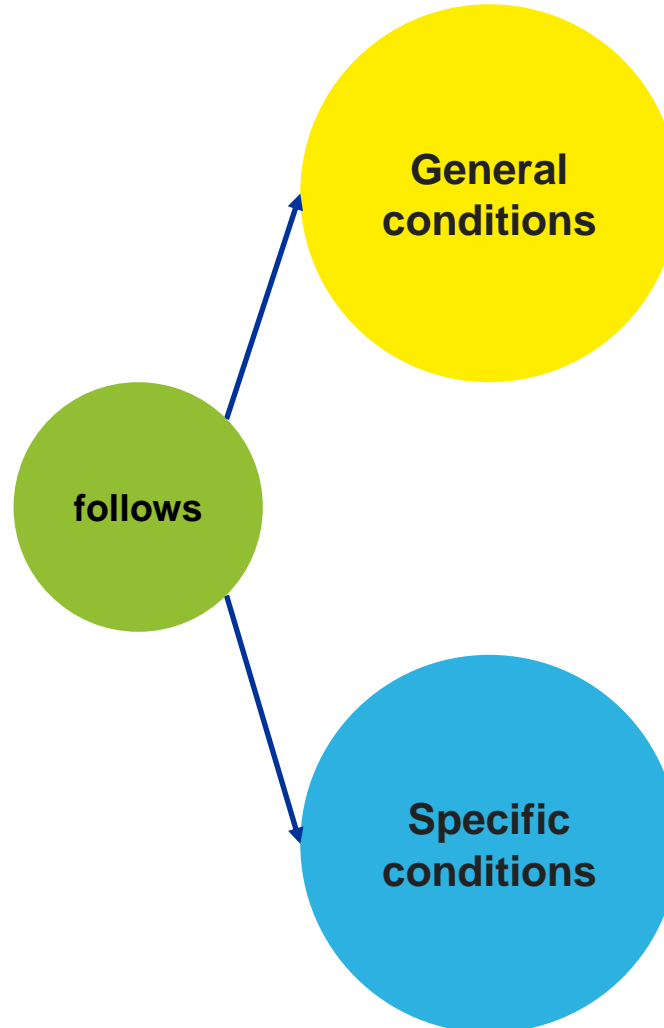 General
conditions
follows
Specific
conditions